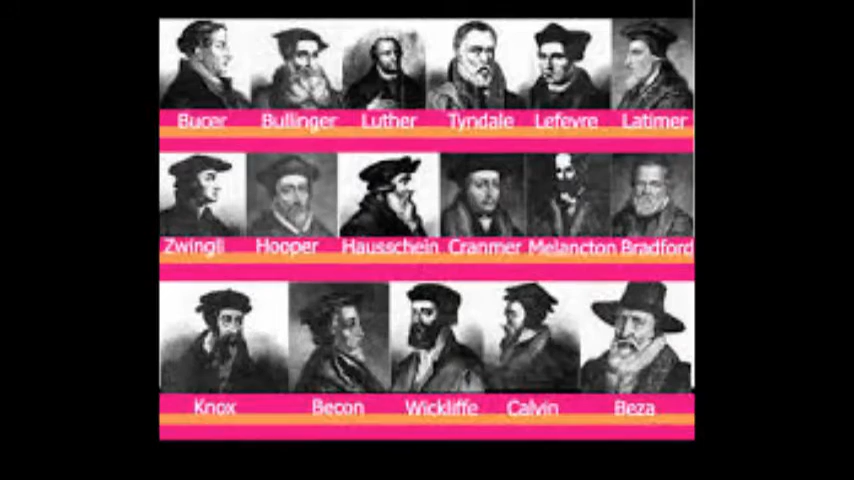 Bucer Bullinger Luther Tyndale Lefevre Latimer
Zwingli Hooper Hausschein Cranmer Melancton Bradford
Knox Becon Wickliffe Calvin Beza